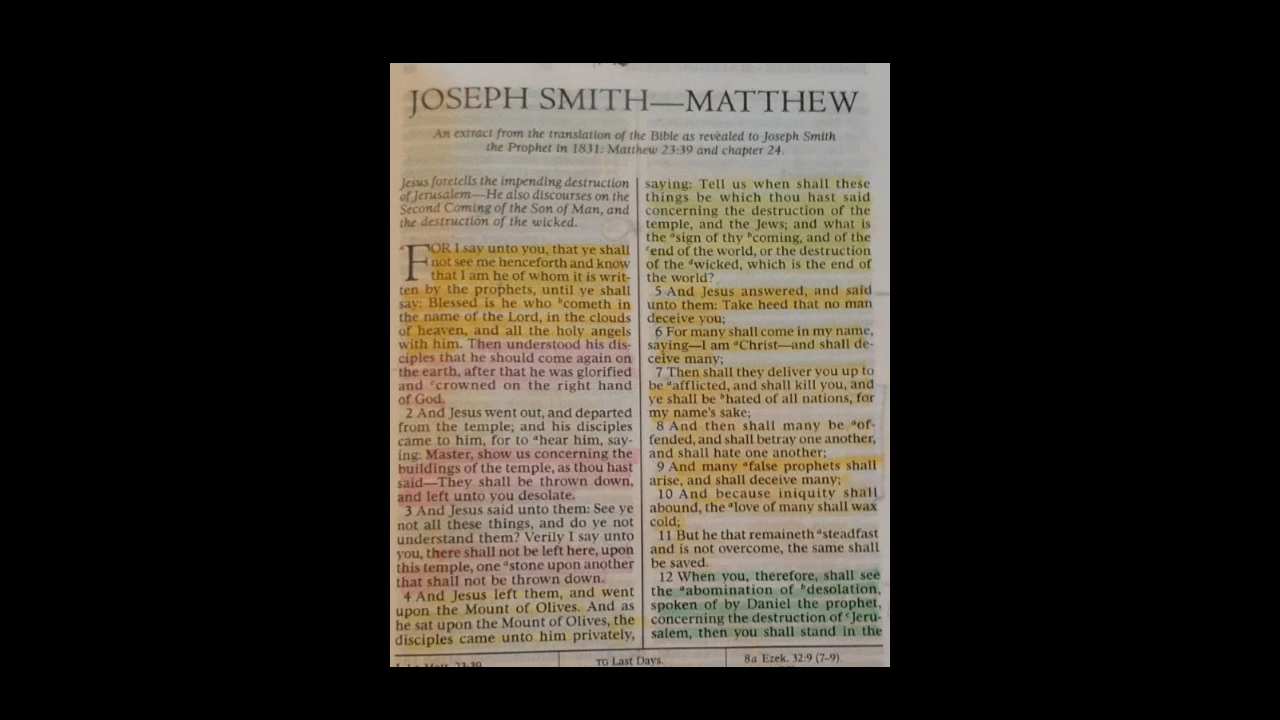 JOSEPH SMITH—MATTHEW
An extract from the translation of the Bible as revealed to Joseph Smith
the Prophet in 1831: Matthew 23:39 and chapter 24.
Jesus foretells the impending destruction
of Jerusalem—He also discourses on the
Second Coming of the Son of Man, and
the destruction of the wicked.
aFOR I say unto you, that ye shall
not see me henceforth and know
that I am he of whom it is writ-
ten by the prophets, until ye shall
say: Blessed is he who bcometh in
the name of the Lord, in the clouds
of heaven, and all the holy angels
with him. Then understood his dis-
ciples that he should come again on
the earth, after that he was glorified
and ccrowned on the right hand
of God.
2 And Jesus went out, and departed
from the temple; and his disciples
came to him, for to ahear him, say-
ing: Master, show us concerning the
buildings of the temple, as thou hast
said—They shall be thrown down,
and left unto you desolate.
3 And Jesus said unto them: See ye
not all these things, and do ye not
understand them? Verily I say unto
you, there shall not be left here, upon
this temple, one astone upon another
that shall not be thrown down.
4 And Jesus left them, and went
upon the Mount of Olives. And as
he sat upon the Mount of Olives, the
disciples came unto him privately,
saying: Tell us when shall these
things be which thou hast said
concerning the destruction of the
temple, and the Jews; and what is
the asign of thy bcoming, and of the
cend of the world, or the destruction
of the dwicked, which is the end of
the world?
5 And Jesus answered, and said
unto them: Take heed that no man
deceive you;
6 For many shall come in my name,
saying—I am aChrist—and shall de-
ceive many;
7 Then shall they deliver you up to
be aafflicted, and shall kill you, and
ye shall be bhated of all nations, for
my name's sake;
8 And then shall many be aof-
fended, and shall betray one another,
and shall hate one another;
9 And many afalse prophets shall
arise, and shall deceive many;
10 And because iniquity shall
abound, the alove of many shall wax
cold;
11 But he that remaineth asteadfast
and is not overcome, the same shall
be saved.
12 When you, therefore, shall see
the aabomination of bdesolation,
spoken of by Daniel the prophet,
concerning the destruction of cJeru-
salem, then you shall stand in the
Matt. 23:39
TG Last Days.
8a Ezek. 32:9 (7–9).